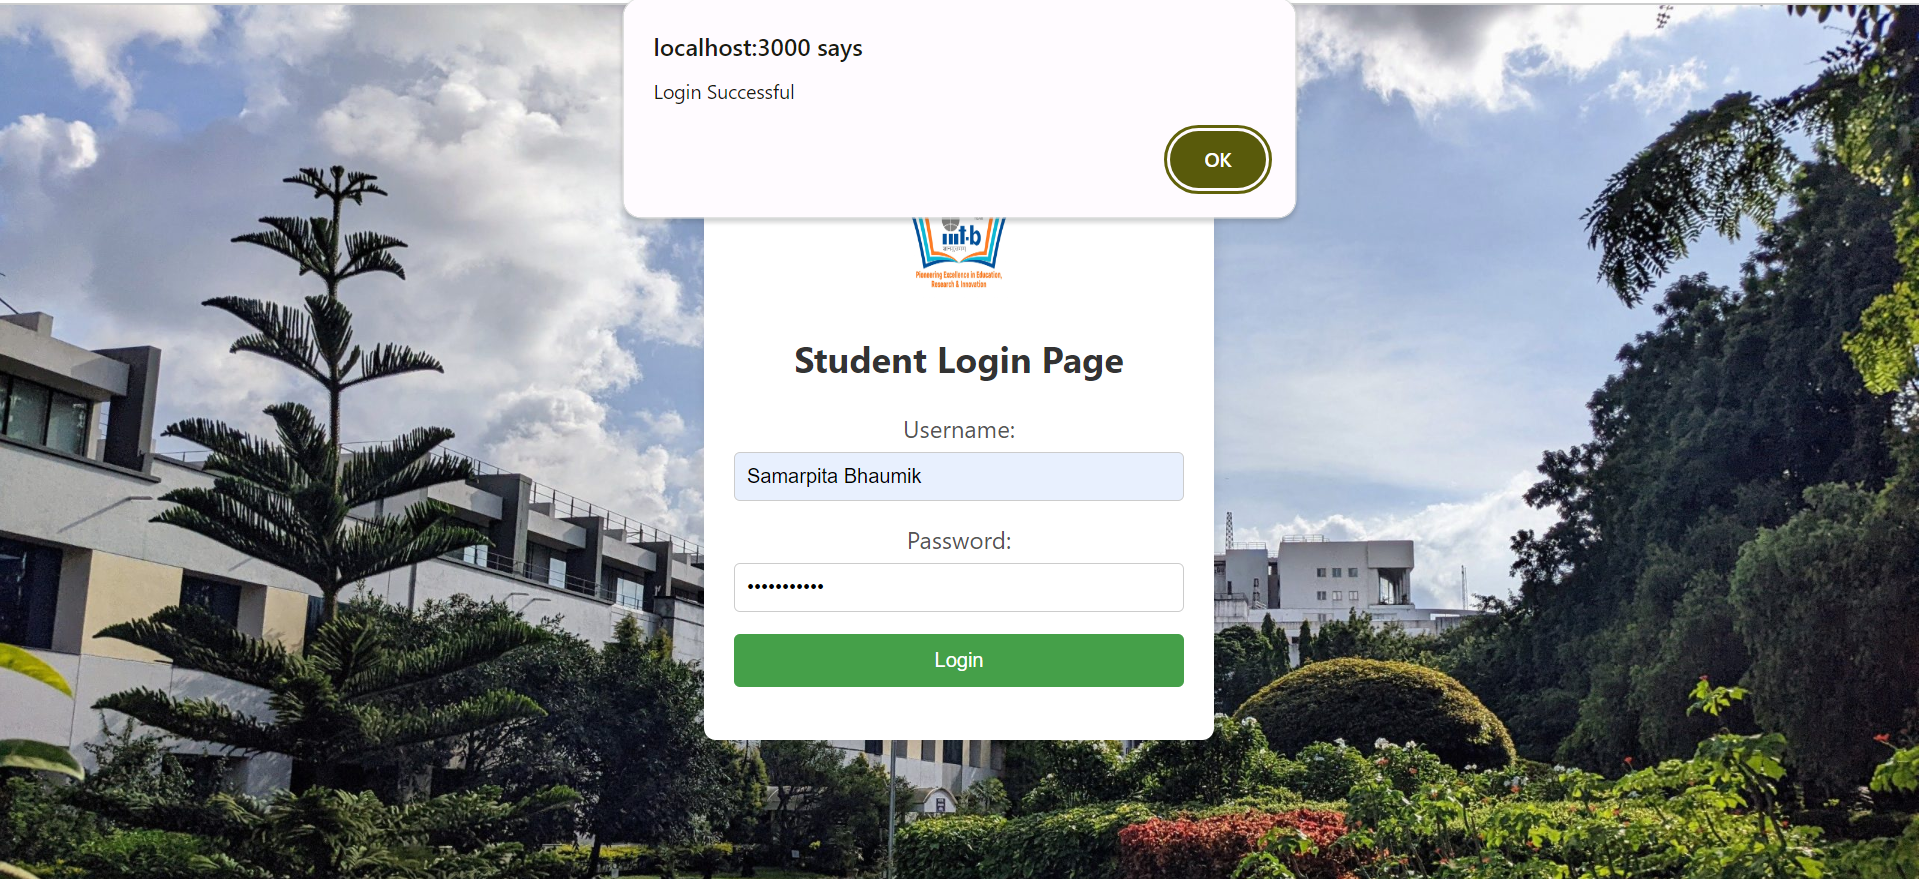 localhost:3000 says
Login Successful
OK
iiit-b
Pioneering Excellence in Education,
Research & Innovation
Student Login Page
Username:
Samarpita Bhaumik
Password:
•••••••••••
Login